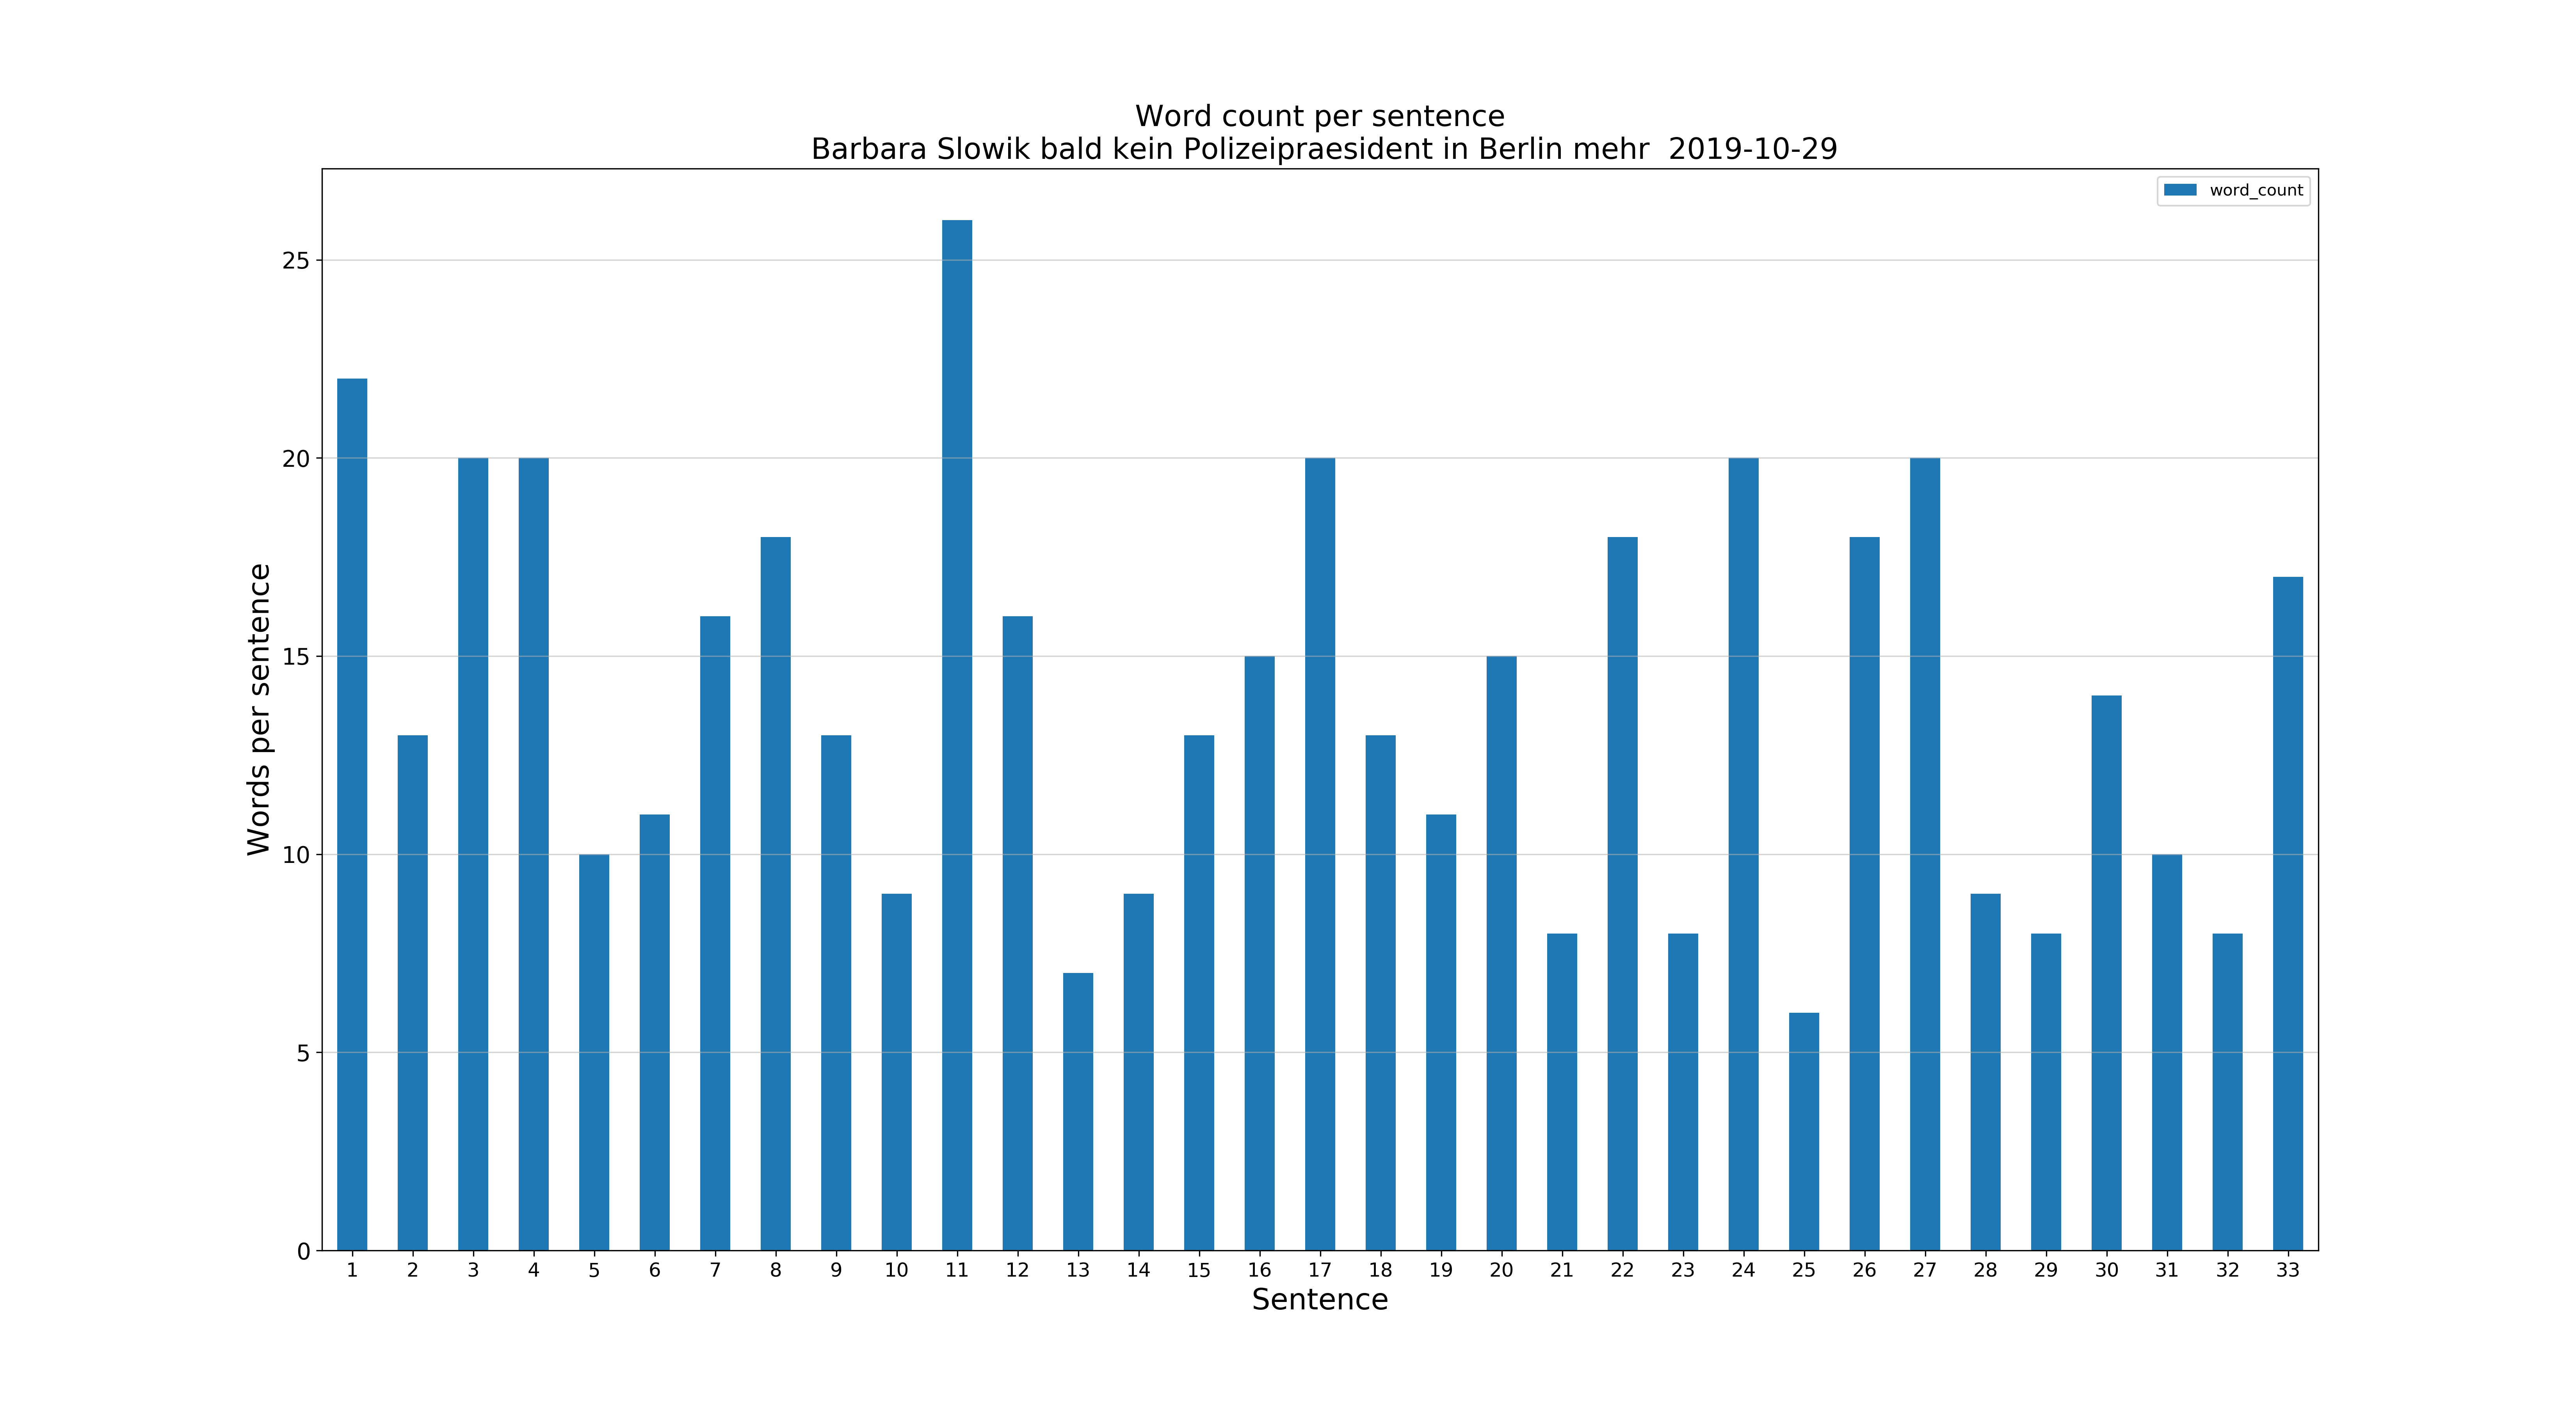 Word count per sentence
Barbara Slowik bald kein Polizeipraesident in Berlin mehr  2019-10-29
word_count
25
20
15
10
5
0
Words per sentence
1 2 3 4 5 6 7 8 9 10 11 12 13 14 15 16 17 18 19 20 21 22 23 24 25 26 27 28 29 30 31 32 33
Sentence